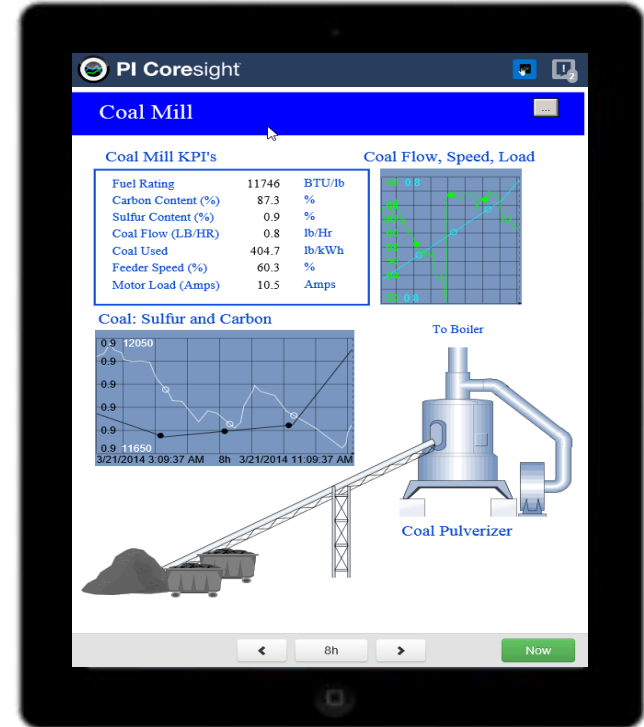 PI Coresight
2
Coal Mill
...
Coal Mill KPI's
Fuel Rating 11746 BTU/lb
Carbon Content (%) 87.3 %
Sulfur Content (%) 0.9 %
Coal Flow (LB/HR) 0.8 lb/Hr
Coal Used 404.7 lb/kWh
Feeder Speed (%) 60.3 %
Motor Load (Amps) 10.5 Amps
Coal Flow, Speed, Load
0.8
0.8
Coal: Sulfur and Carbon
0.9 12050
0.9
0.9
0.9
0.9
0.9 11650
3/21/2014 3:09:37 AM 8h 3/21/2014 11:09:37 AM
To Boiler
Coal Pulverizer
8h
Now